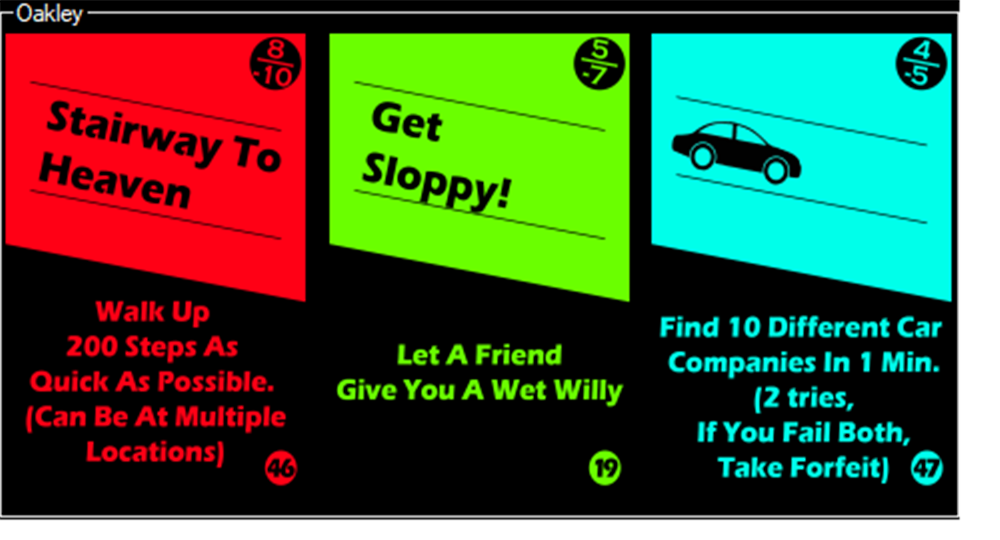 Oakley
8
-10
Stairway To
Heaven
Walk Up
200 Steps As
Quick As Possible.
(Can Be At Multiple
Locations)
46
5
-7
Get
Sloppy!
Let A Friend
Give You A Wet Willy
19
4
-5
Find 10 Different Car
Companies In 1 Min.
(2 tries,
If You Fail Both,
Take Forfeit)
47